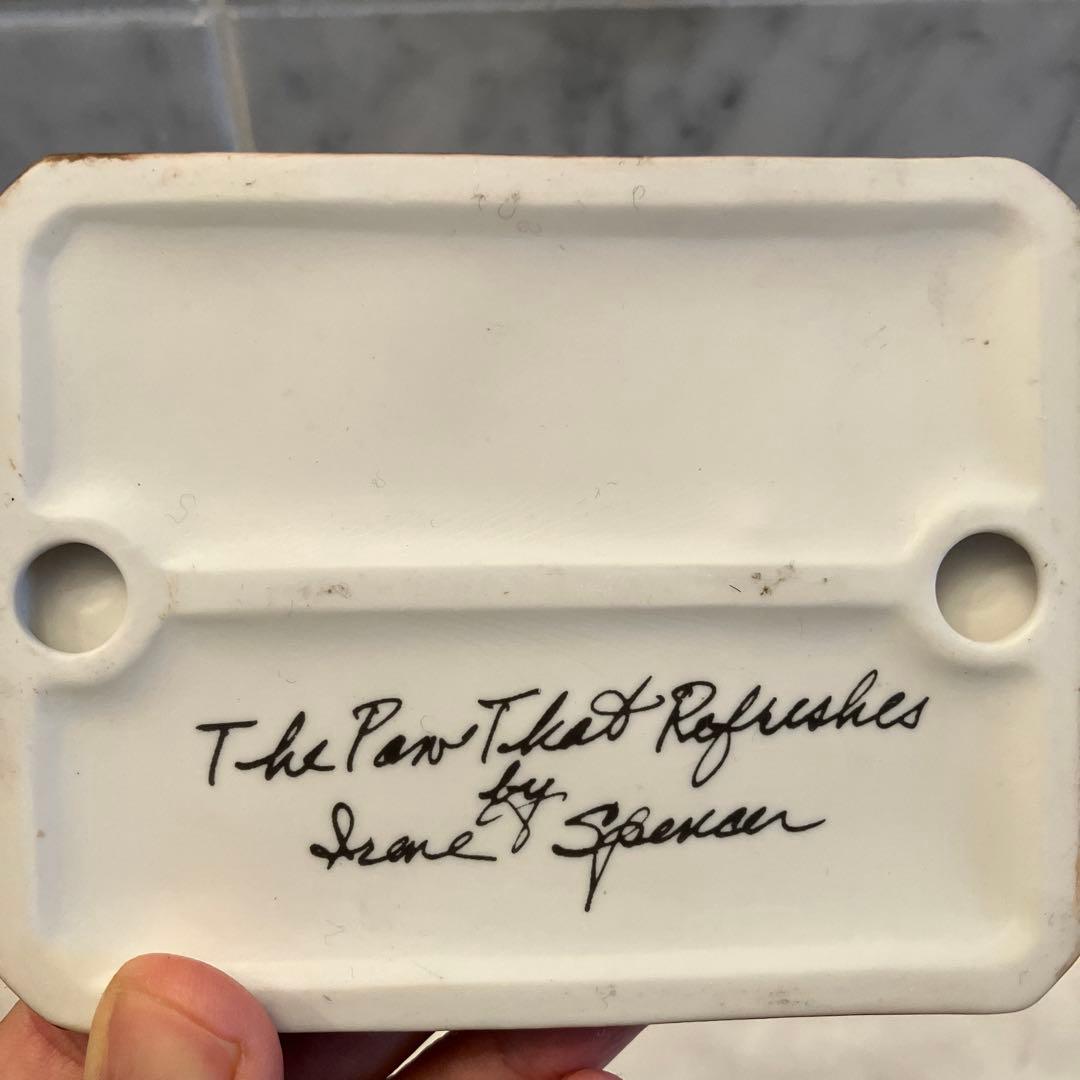 The Paw That Refreshes
by
Irene Spencer